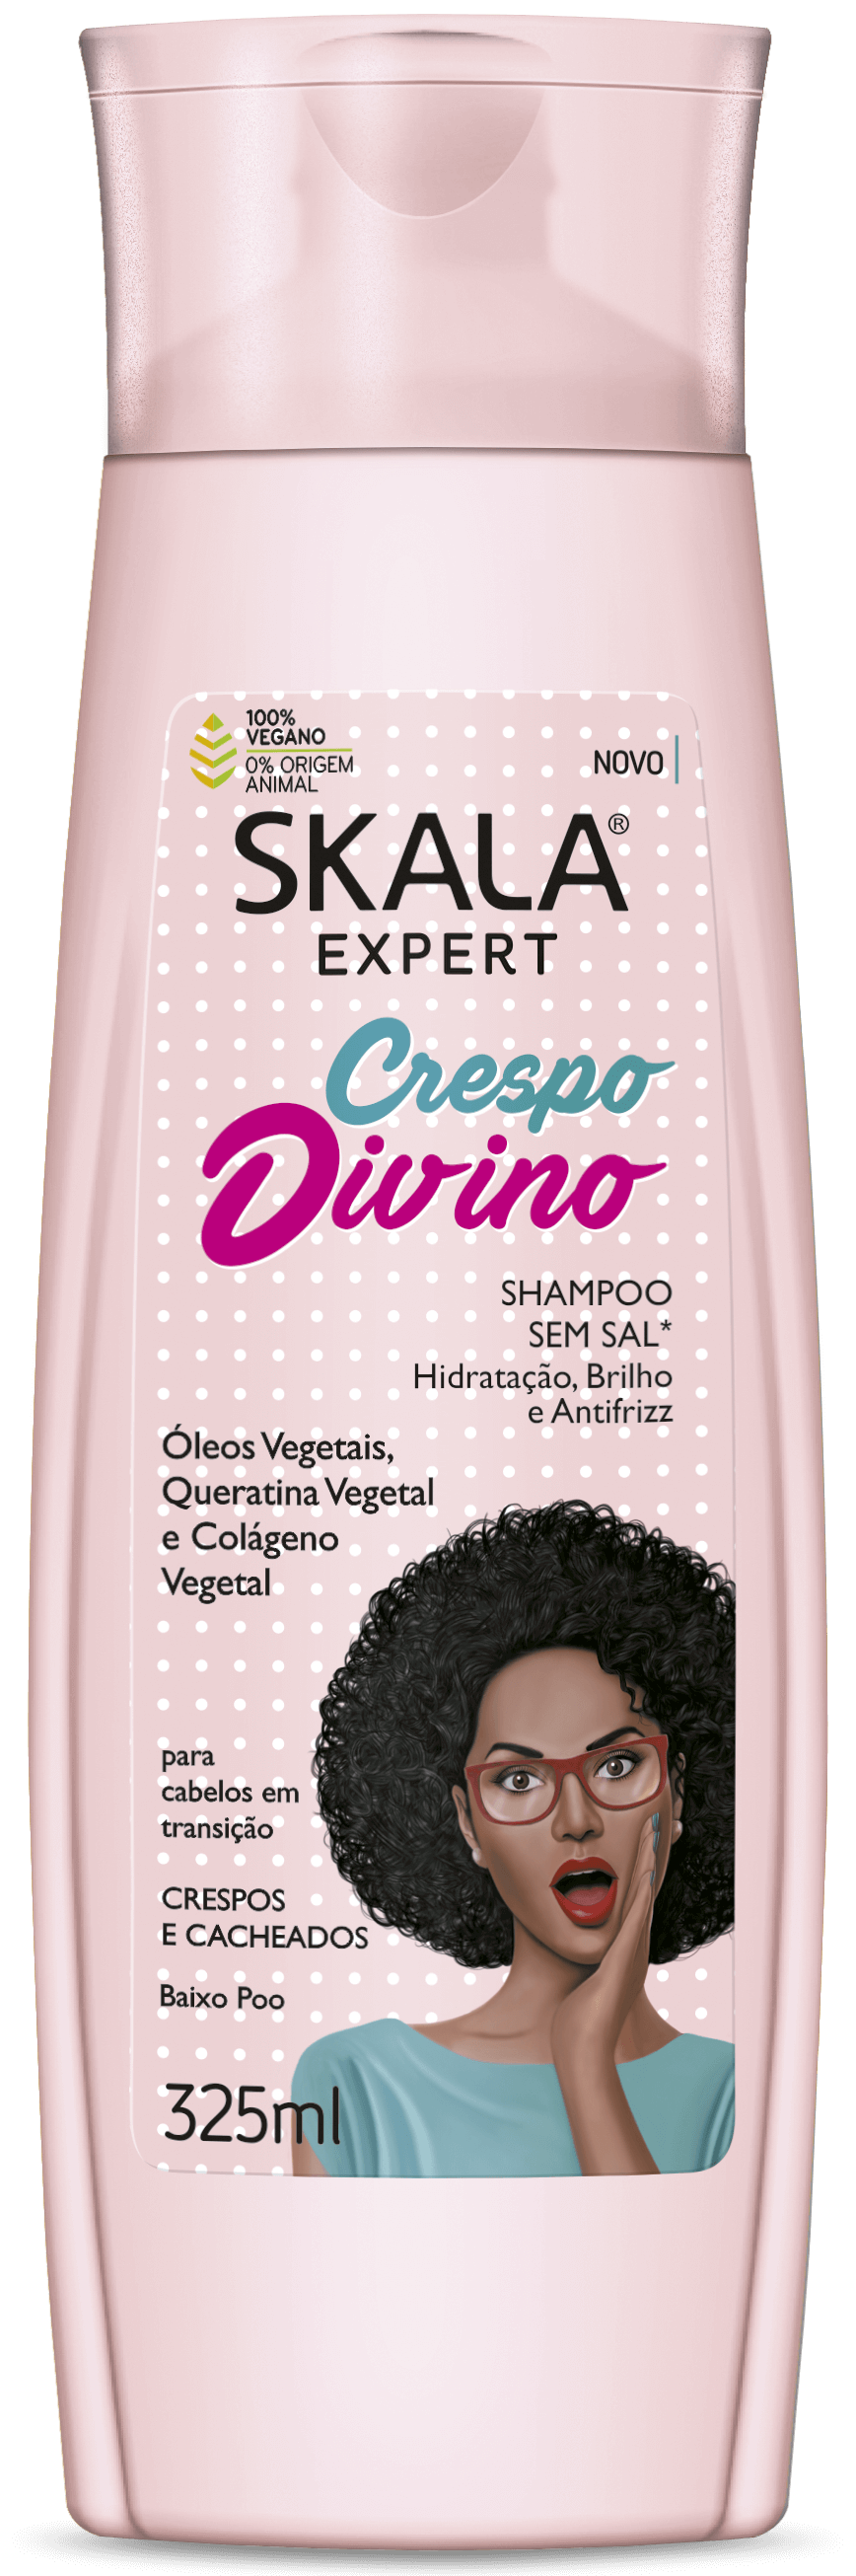 100%
VEGANO
0% ORIGEM
ANIMAL
NOVO
SKALA®
EXPERT
Crespo
Divino
SHAMPOO
SEM SAL*
Hidratação, Brilho
e Antifrizz
Óleos Vegetais,
Queratina Vegetal
e Colágeno
Vegetal
para
cabelos em
transição
CRESPOS
E CACHEADOS
Baixo Poo
325ml